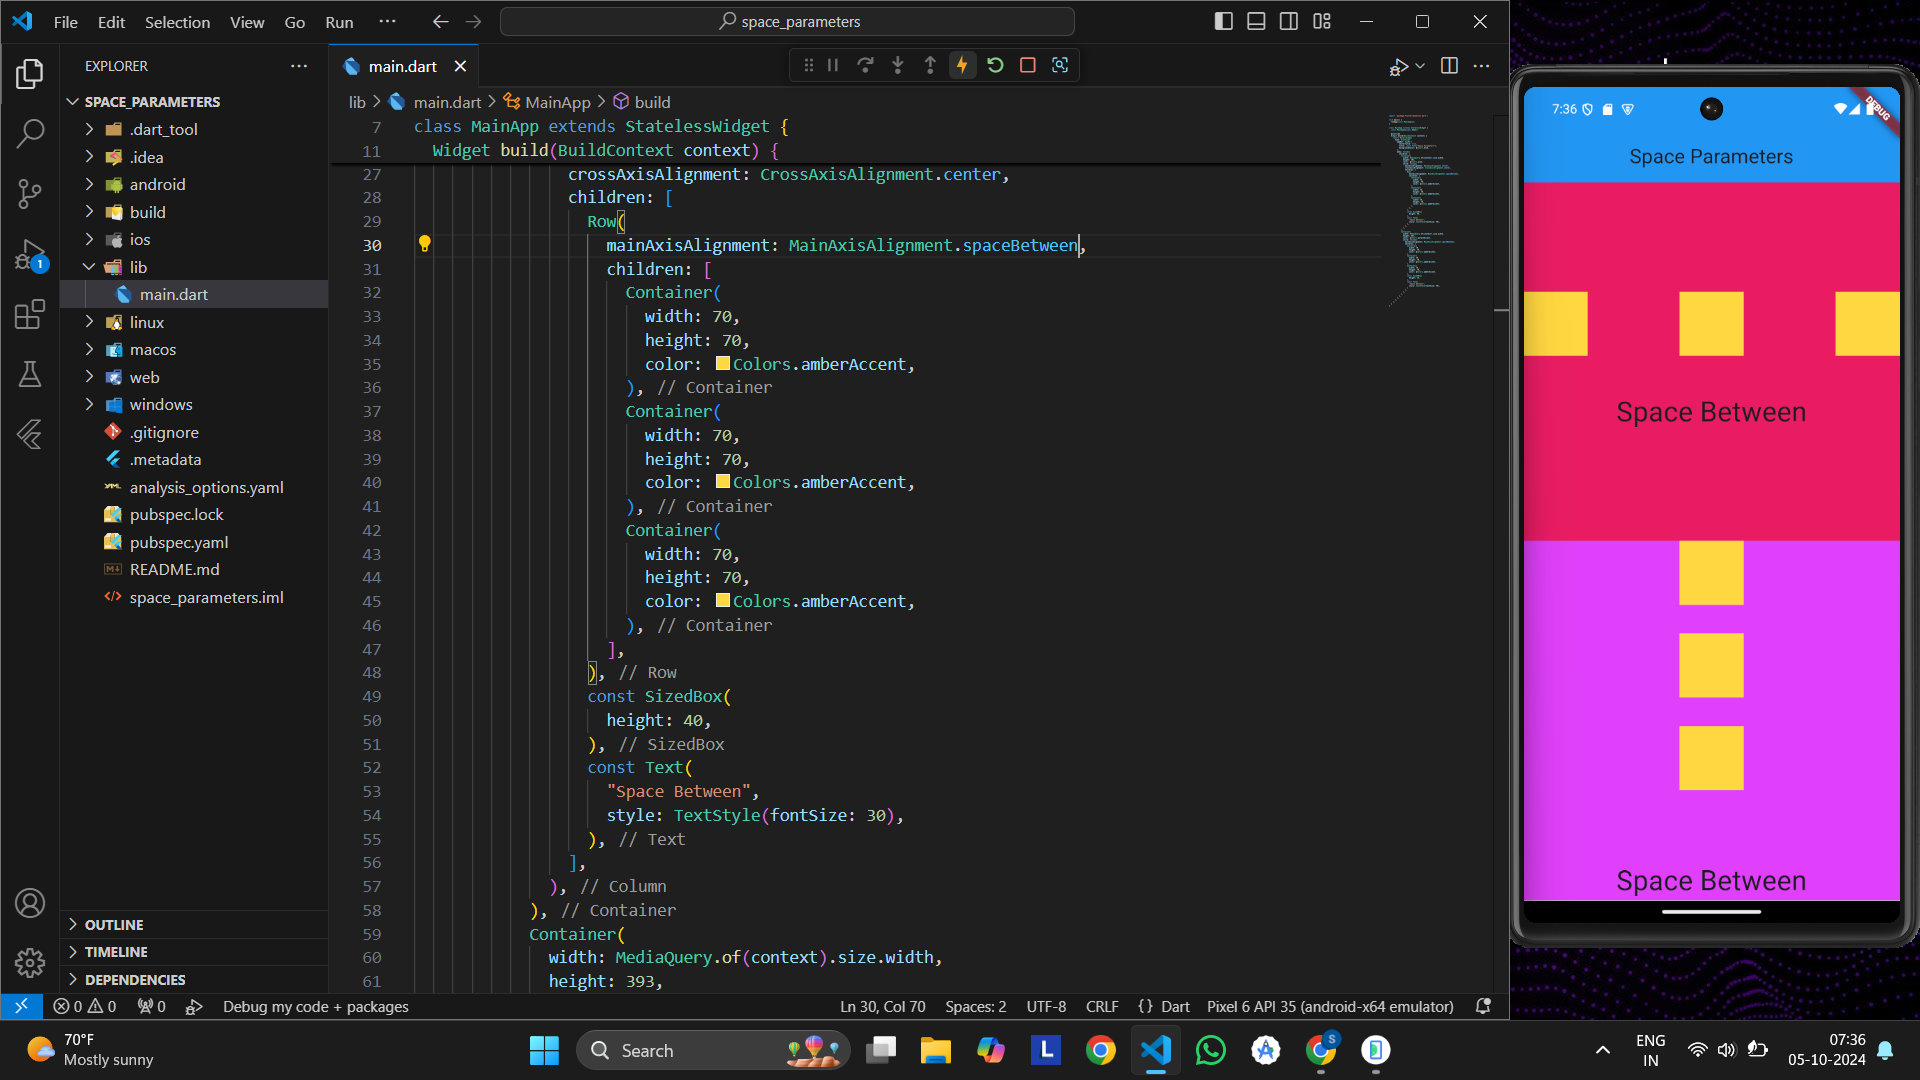 File Edit Selection View Go Run ···
space_parameters
EXPLORER
main.dart
SPACE_PARAMETERS
.dart_tool
.idea
android
build
ios
lib
main.dart
linux
macos
web
windows
.gitignore
.metadata
analysis_options.yaml
pubspec.lock
pubspec.yaml
README.md
space_parameters.iml
OUTLINE
TIMELINE
DEPENDENCIES
1
lib > main.dart > MainApp > build
7 class MainApp extends StatelessWidget {
11 Widget build(BuildContext context) {
27 crossAxisAlignment: CrossAxisAlignment.center,
28 children: [
29 Row(
30 mainAxisAlignment: MainAxisAlignment.spaceBetween,
31 children: [
32 Container(
33 width: 70,
34 height: 70,
35 color: Colors.amberAccent,
36 ), // Container
37 Container(
38 width: 70,
39 height: 70,
40 color: Colors.amberAccent,
41 ), // Container
42 Container(
43 width: 70,
44 height: 70,
45 color: Colors.amberAccent,
46 ), // Container
47 ],
48 ), // Row
49 const SizedBox(
50 height: 40,
51 ), // SizedBox
52 const Text(
53 "Space Between",
54 style: TextStyle(fontSize: 30),
55 ), // Text
56 ],
57 ), // Column
58 ), // Container
59 Container(
60 width: MediaQuery.of(context).size.width,
61 height: 393,
0 0 0 Debug my code + packages
Ln 30, Col 70 Spaces: 2 UTF-8 CRLF {} Dart Pixel 6 API 35 (android-x64 emulator)
7:36
DEBUG
Space Parameters
Space Between
Space Between
70°F
Mostly sunny
Search
L
S
ENG
IN
07:36
05-10-2024